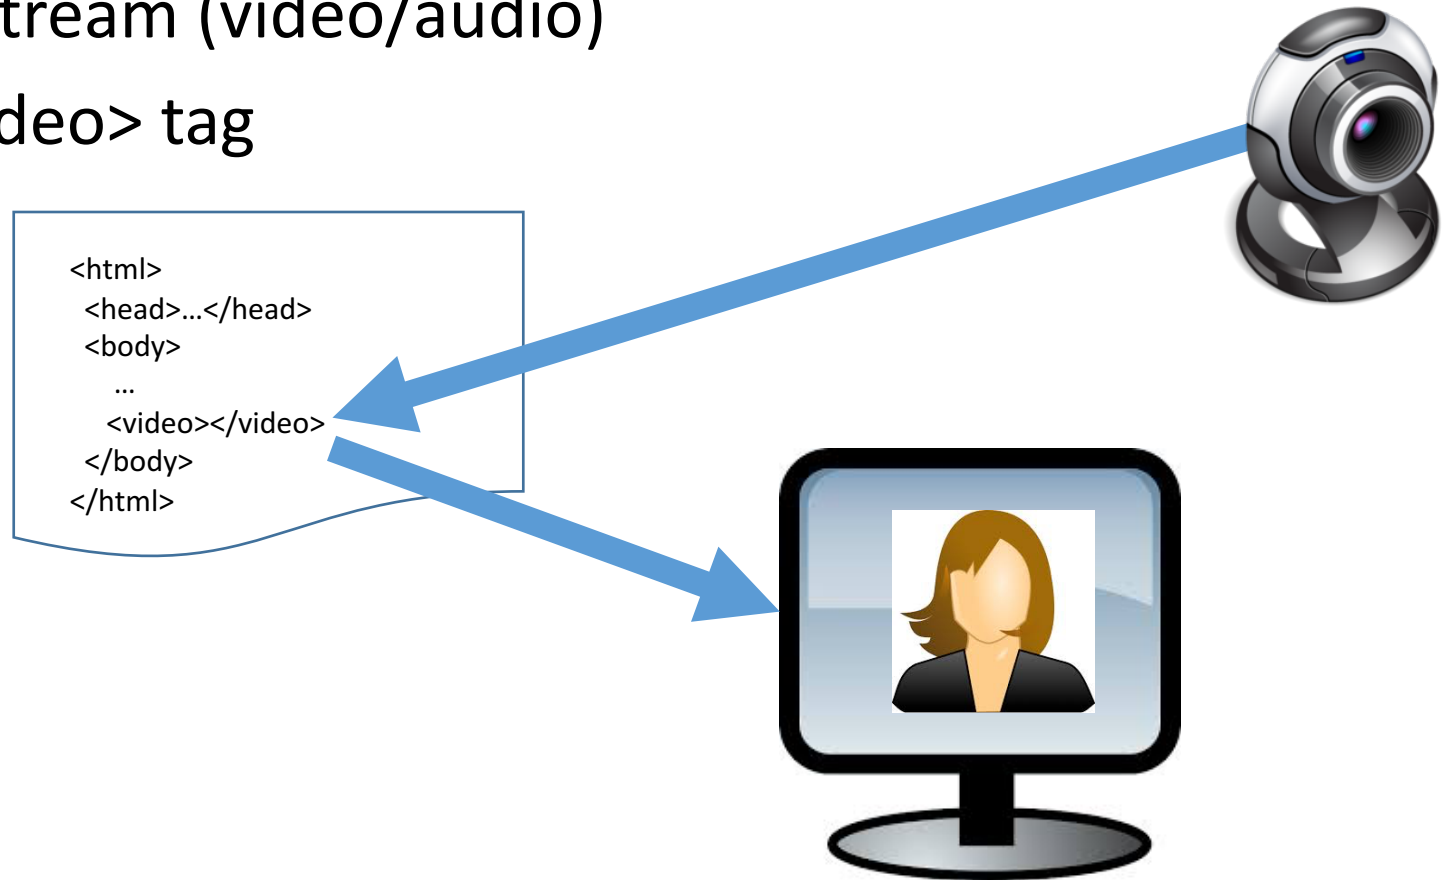 tream (video/audio)
deo> tag
<html>
<head>…</head>
<body>
…
<video></video>
</body>
</html>